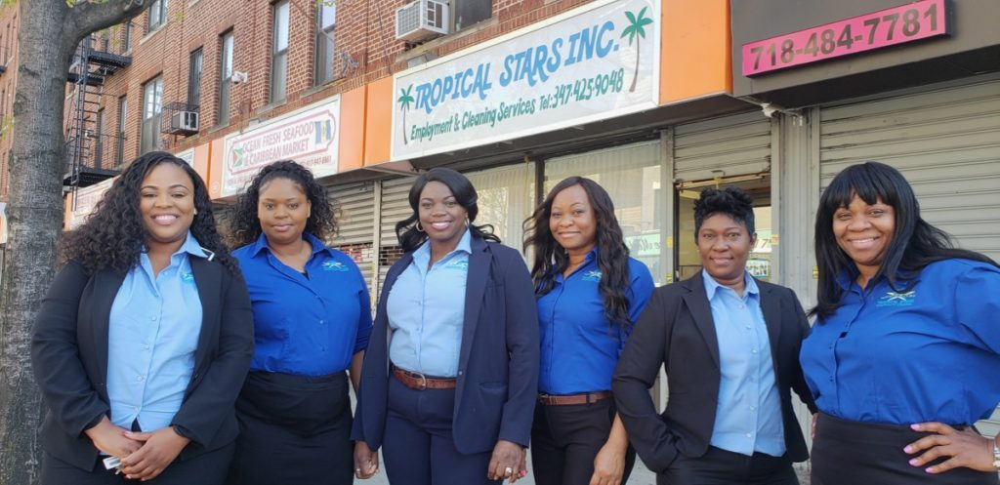 TROPICAL STARS INC.
Employment & Cleaning Services Tel:347-425-9048
718-484-7781
OCEAN FRESH SEAFOOD
& CARIBBEAN MARKET